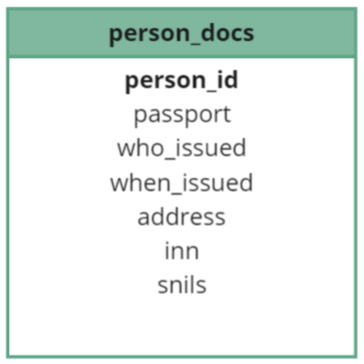 person_docs
person_id
passport
who_issued
when_issued
address
inn
snils